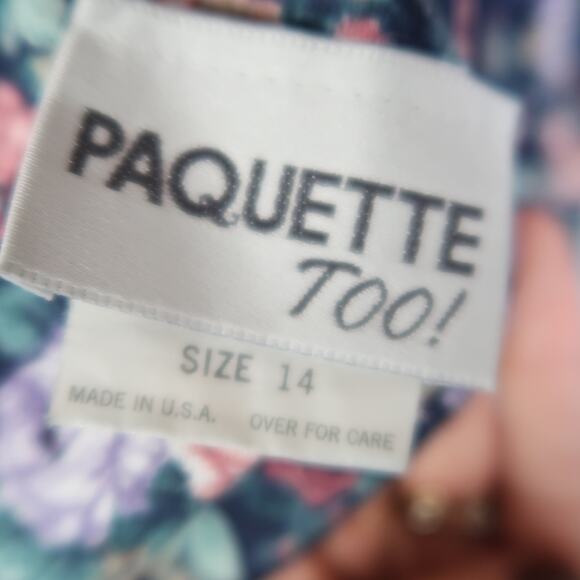 PAQUETTE
TOO!
SIZE 14
MADE IN U.S.A. OVER FOR CARE